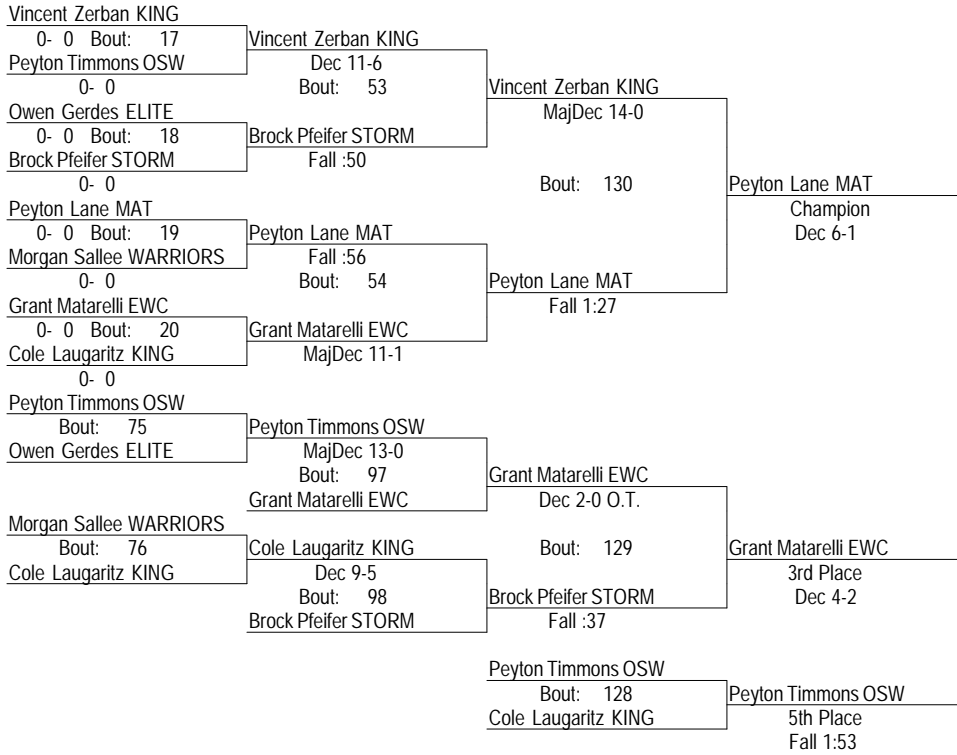 Vincent Zerban KING
0- 0 Bout: 17
Vincent Zerban KING
Peyton Timmons OSW
Dec 11-6
0- 0
Bout: 53
Vincent Zerban KING
Owen Gerdes ELITE
MajDec 14-0
0- 0 Bout: 18
Brock Pfeifer STORM
Brock Pfeifer STORM
Fall :50
0- 0
Bout: 130
Peyton Lane MAT
Peyton Lane MAT
Champion
0- 0 Bout: 19
Peyton Lane MAT
Dec 6-1
Morgan Sallee WARRIORS
Fall :56
0- 0
Bout: 54
Peyton Lane MAT
Grant Matarelli EWC
Fall 1:27
0- 0 Bout: 20
Grant Matarelli EWC
Cole Laugaritz KING
MajDec 11-1
0- 0
Peyton Timmons OSW
Bout: 75
Peyton Timmons OSW
Owen Gerdes ELITE
MajDec 13-0
Bout: 97
Grant Matarelli EWC
Grant Matarelli EWC
Dec 2-0 O.T.
Morgan Sallee WARRIORS
Bout: 76
Cole Laugaritz KING
Bout: 129
Grant Matarelli EWC
Cole Laugaritz KING
Dec 9-5
3rd Place
Bout: 98
Brock Pfeifer STORM
Dec 4-2
Brock Pfeifer STORM
Fall :37
Peyton Timmons OSW
Bout: 128
Peyton Timmons OSW
Cole Laugaritz KING
5th Place
Fall 1:53